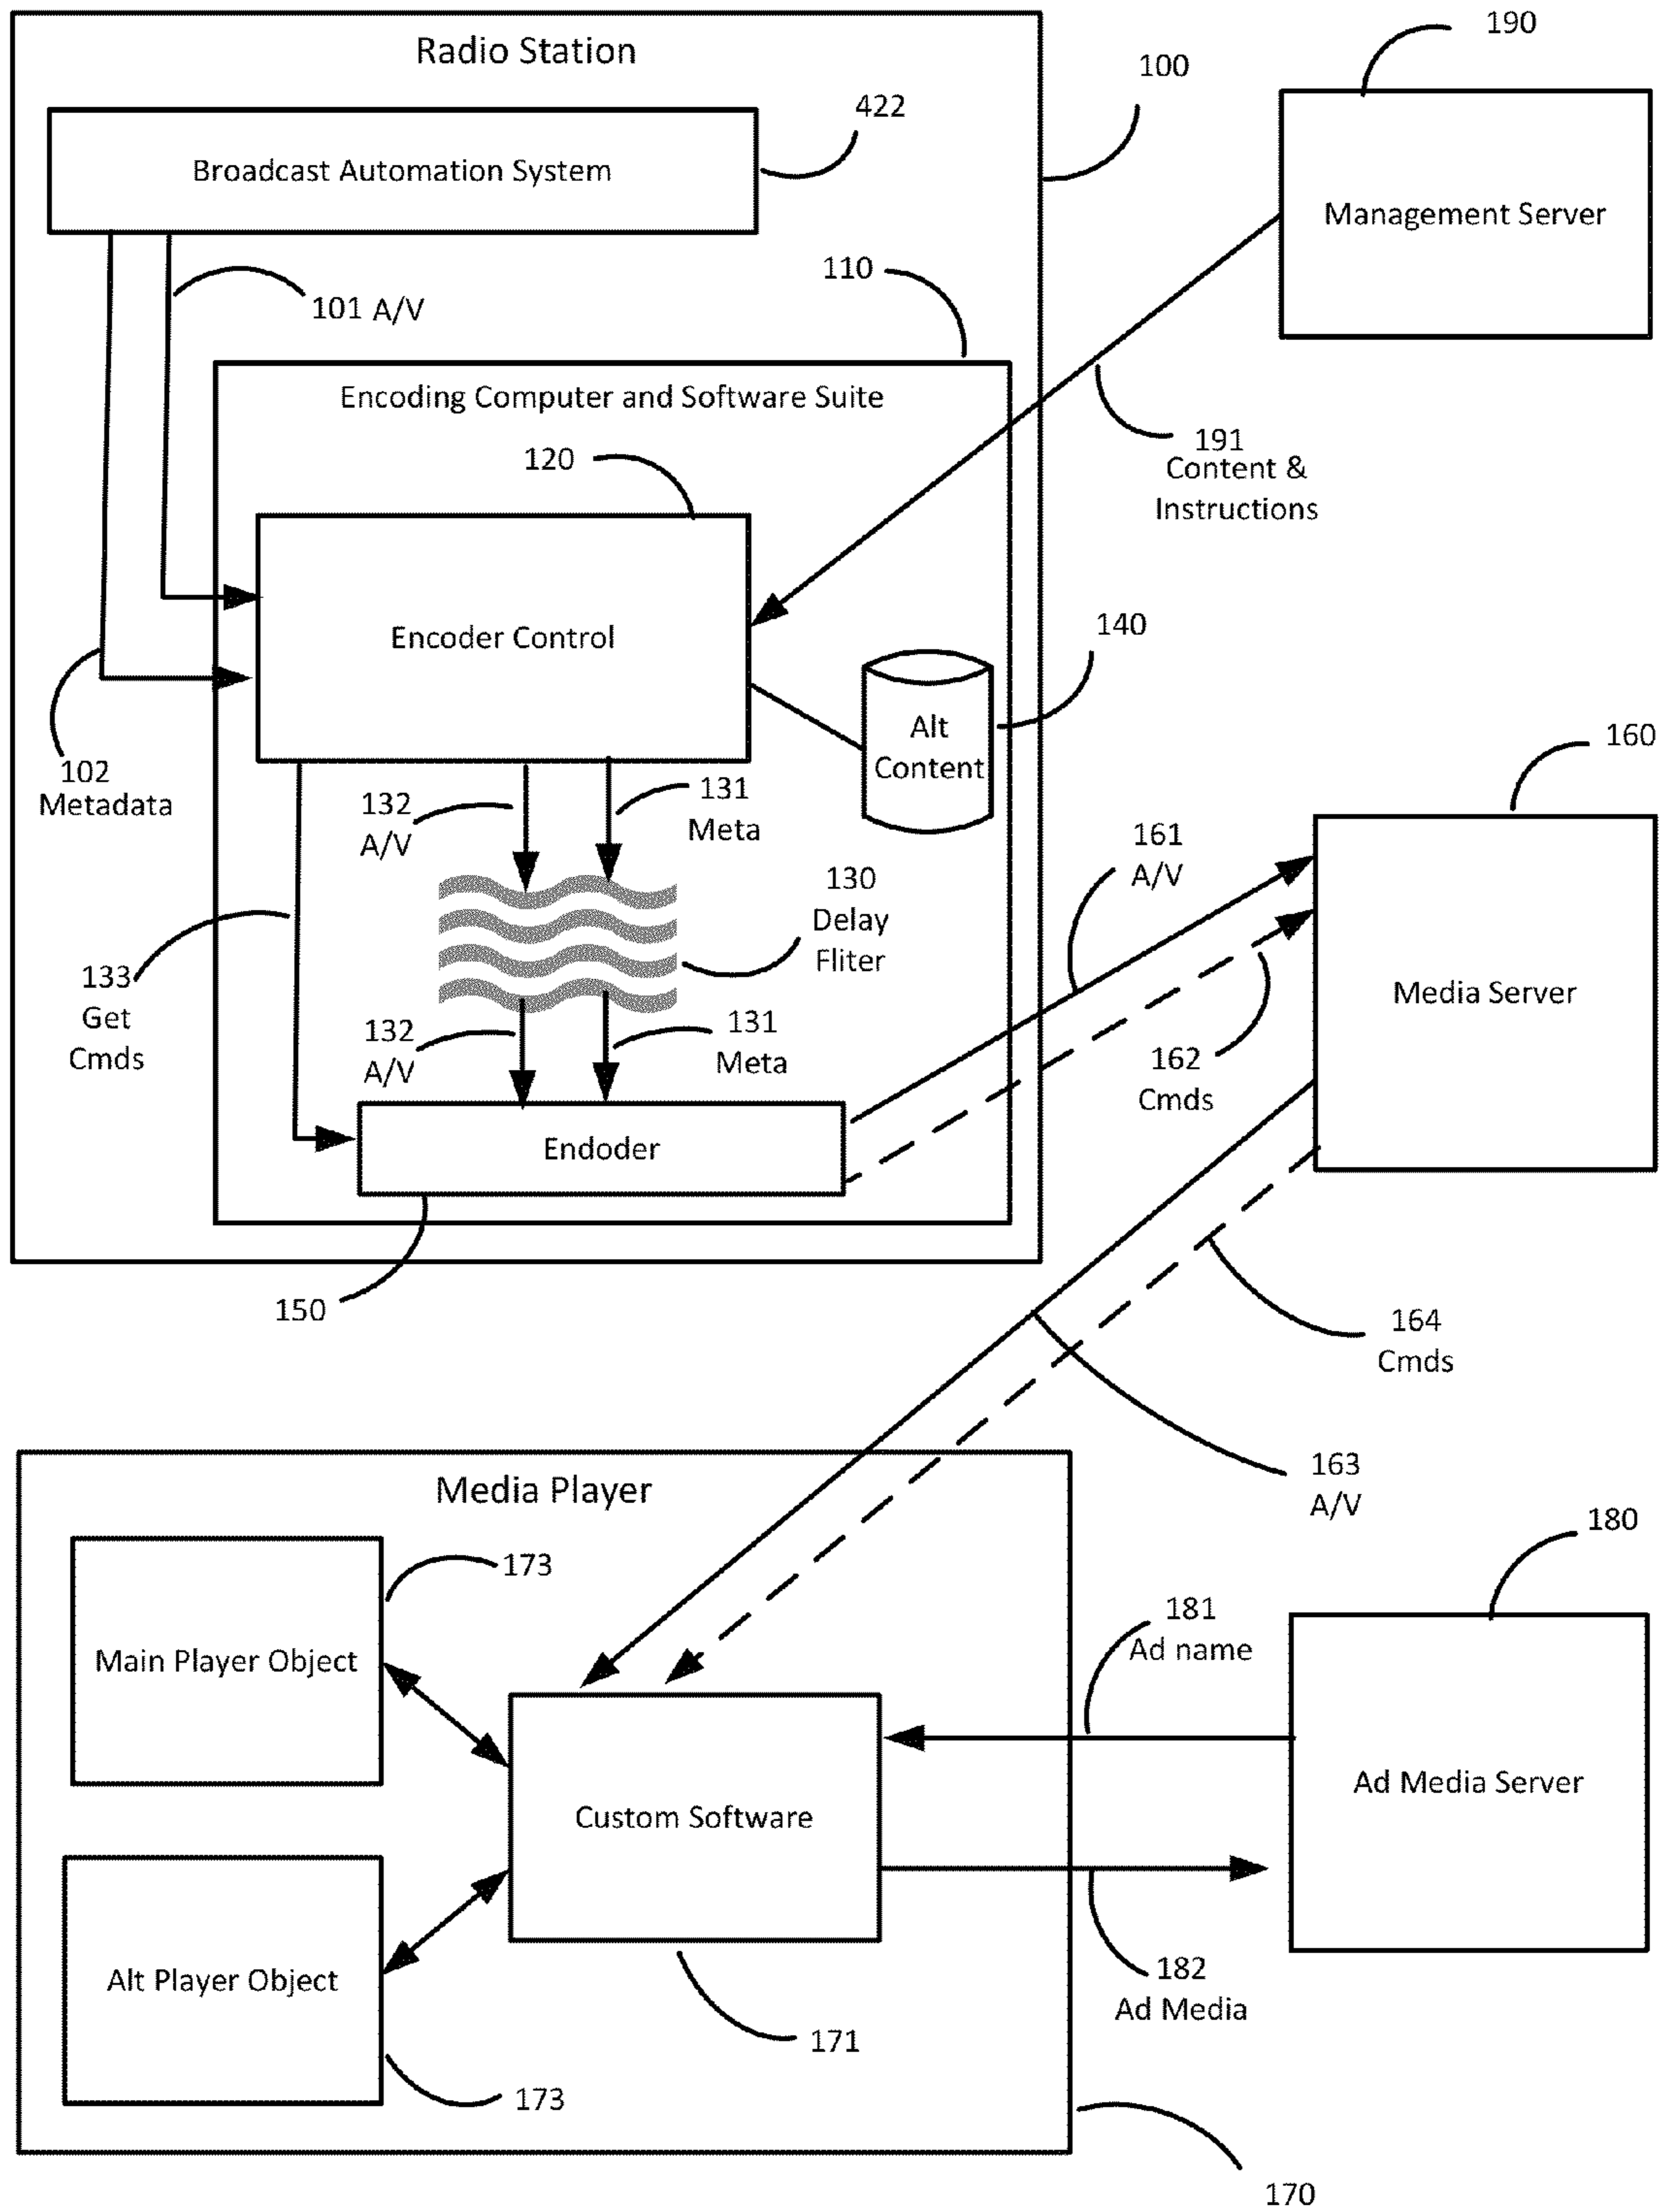 Radio Station
190
100
422
Broadcast Automation System
Management Server
110
101 A/V
Encoding Computer and Software Suite
191
Content &
Instructions
120
Encoder Control
140
Alt
Content
160
102
Metadata
132
A/V
131
Meta
161
A/V
130
Delay
Fliter
133
Get
Cmds
Media Server
132
A/V
131
Meta
162
Cmds
Endoder
150
164
Cmds
163
A/V
Media Player
180
173
181
Ad name
Main Player Object
Ad Media Server
Custom Software
Alt Player Object
182
Ad Media
171
173
170